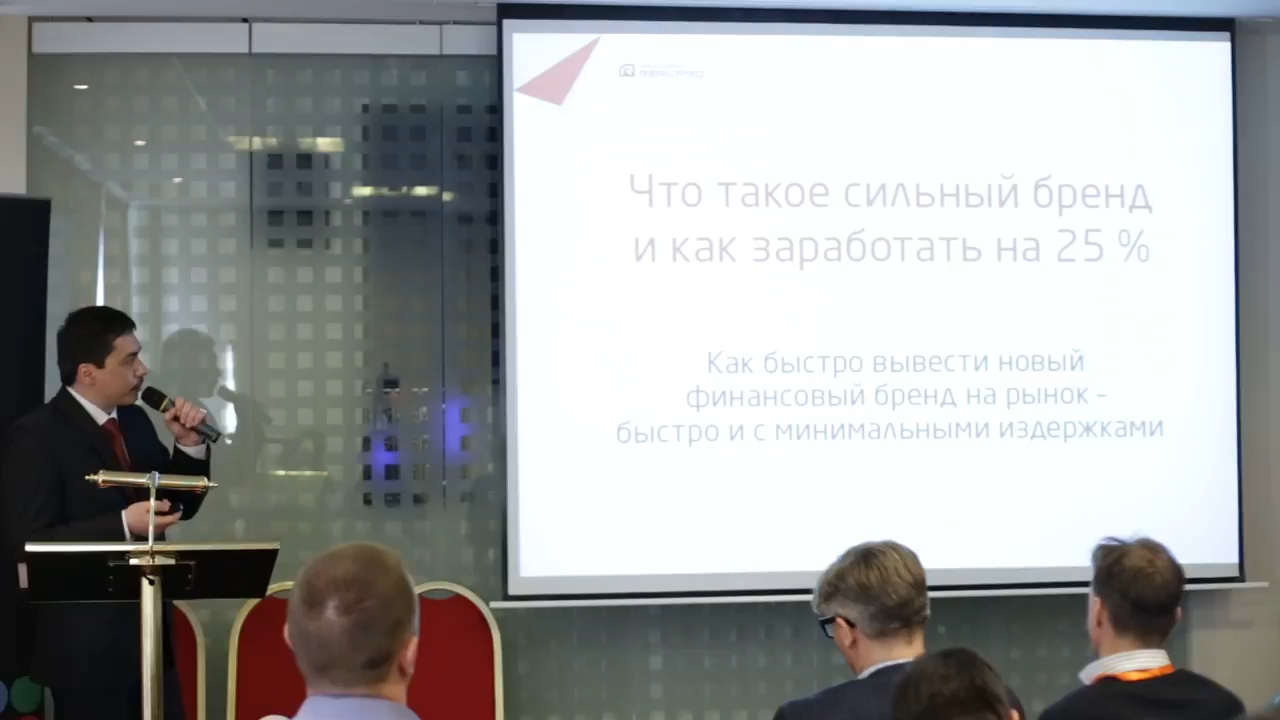 Что такое сильный бренд
и как заработать на 25 %
Как быстро вывести новый
финансовый бренд на рынок -
быстро и с минимальными издержками